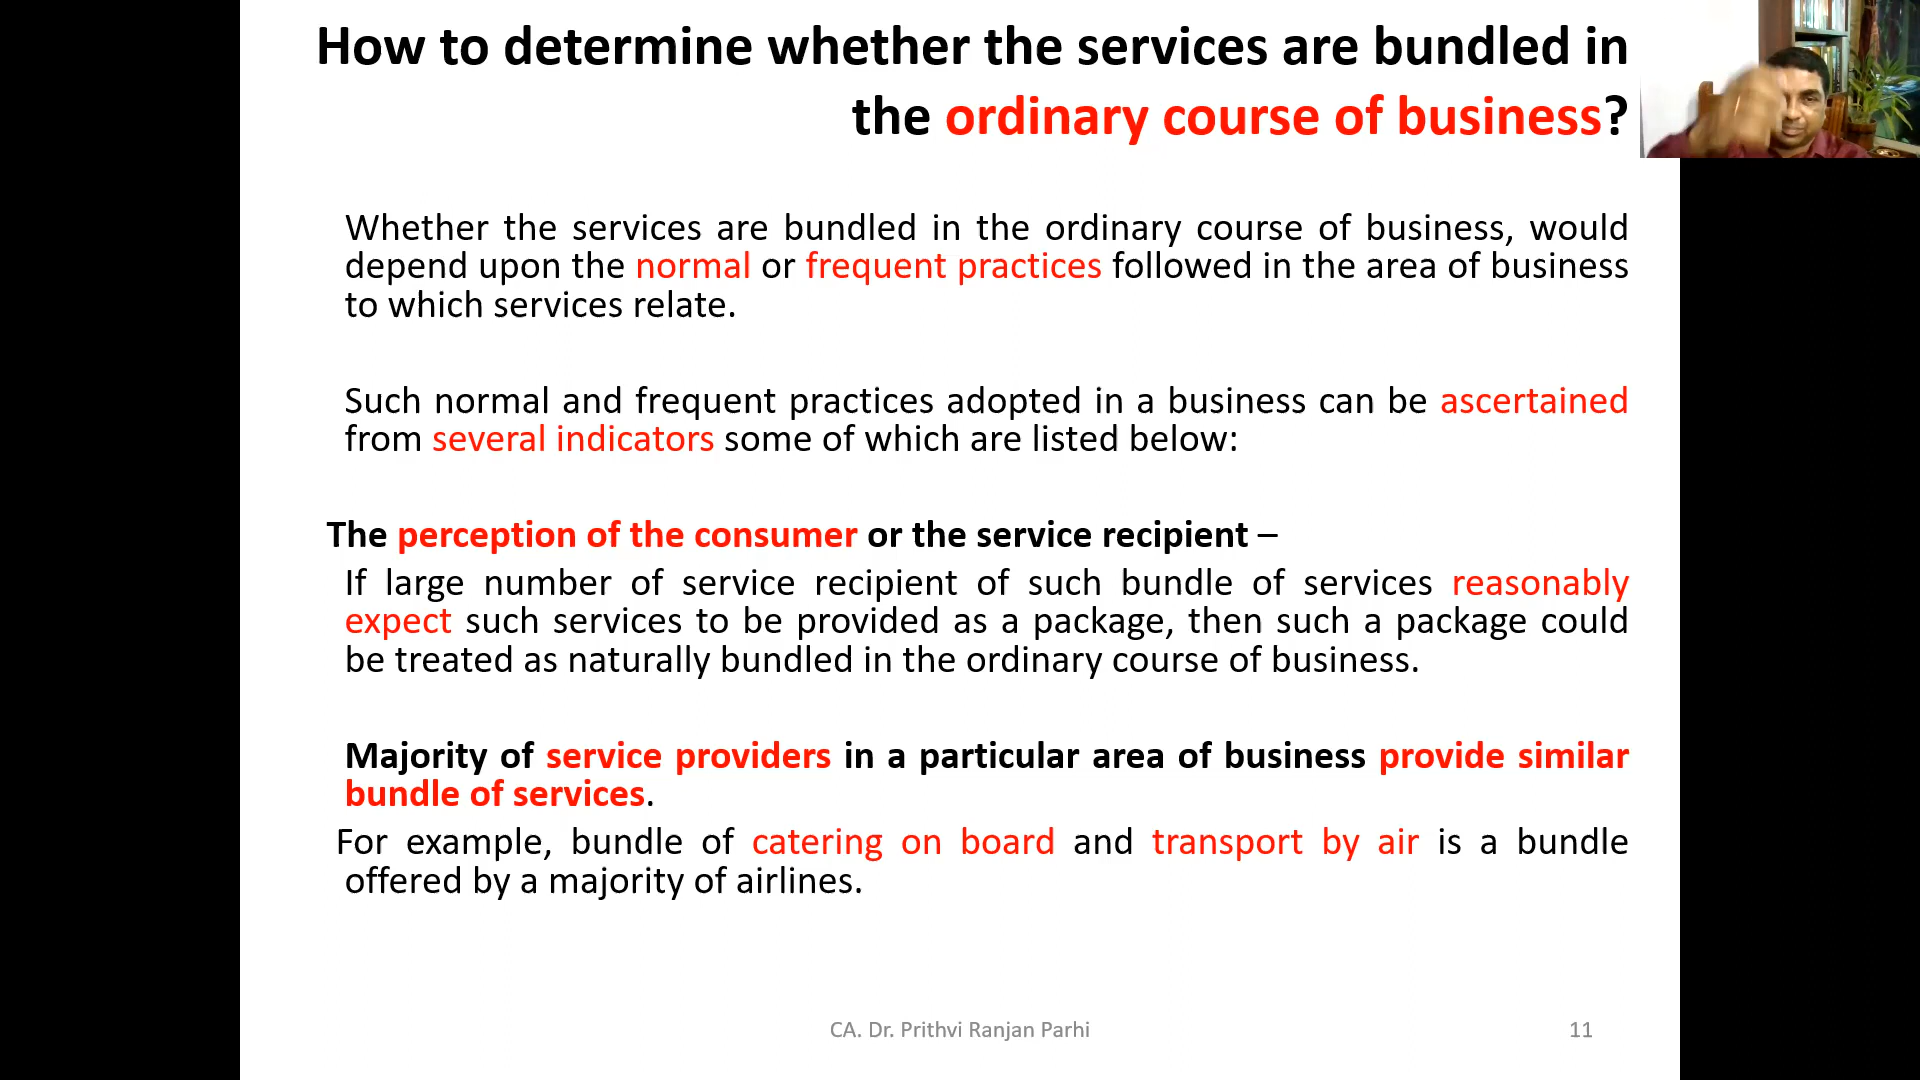 How to determine whether the services are bundled in
the ordinary course of business?
Whether the services are bundled in the ordinary course of business, would
depend upon the normal or frequent practices followed in the area of business
to which services relate.
Such normal and frequent practices adopted in a business can be ascertained
from several indicators some of which are listed below:
The perception of the consumer or the service recipient –
If large number of service recipient of such bundle of services reasonably
expect such services to be provided as a package, then such a package could
be treated as naturally bundled in the ordinary course of business.
Majority of service providers in a particular area of business provide similar
bundle of services.
For example, bundle of catering on board and transport by air is a bundle
offered by a majority of airlines.
CA. Dr. Prithvi Ranjan Parhi
11